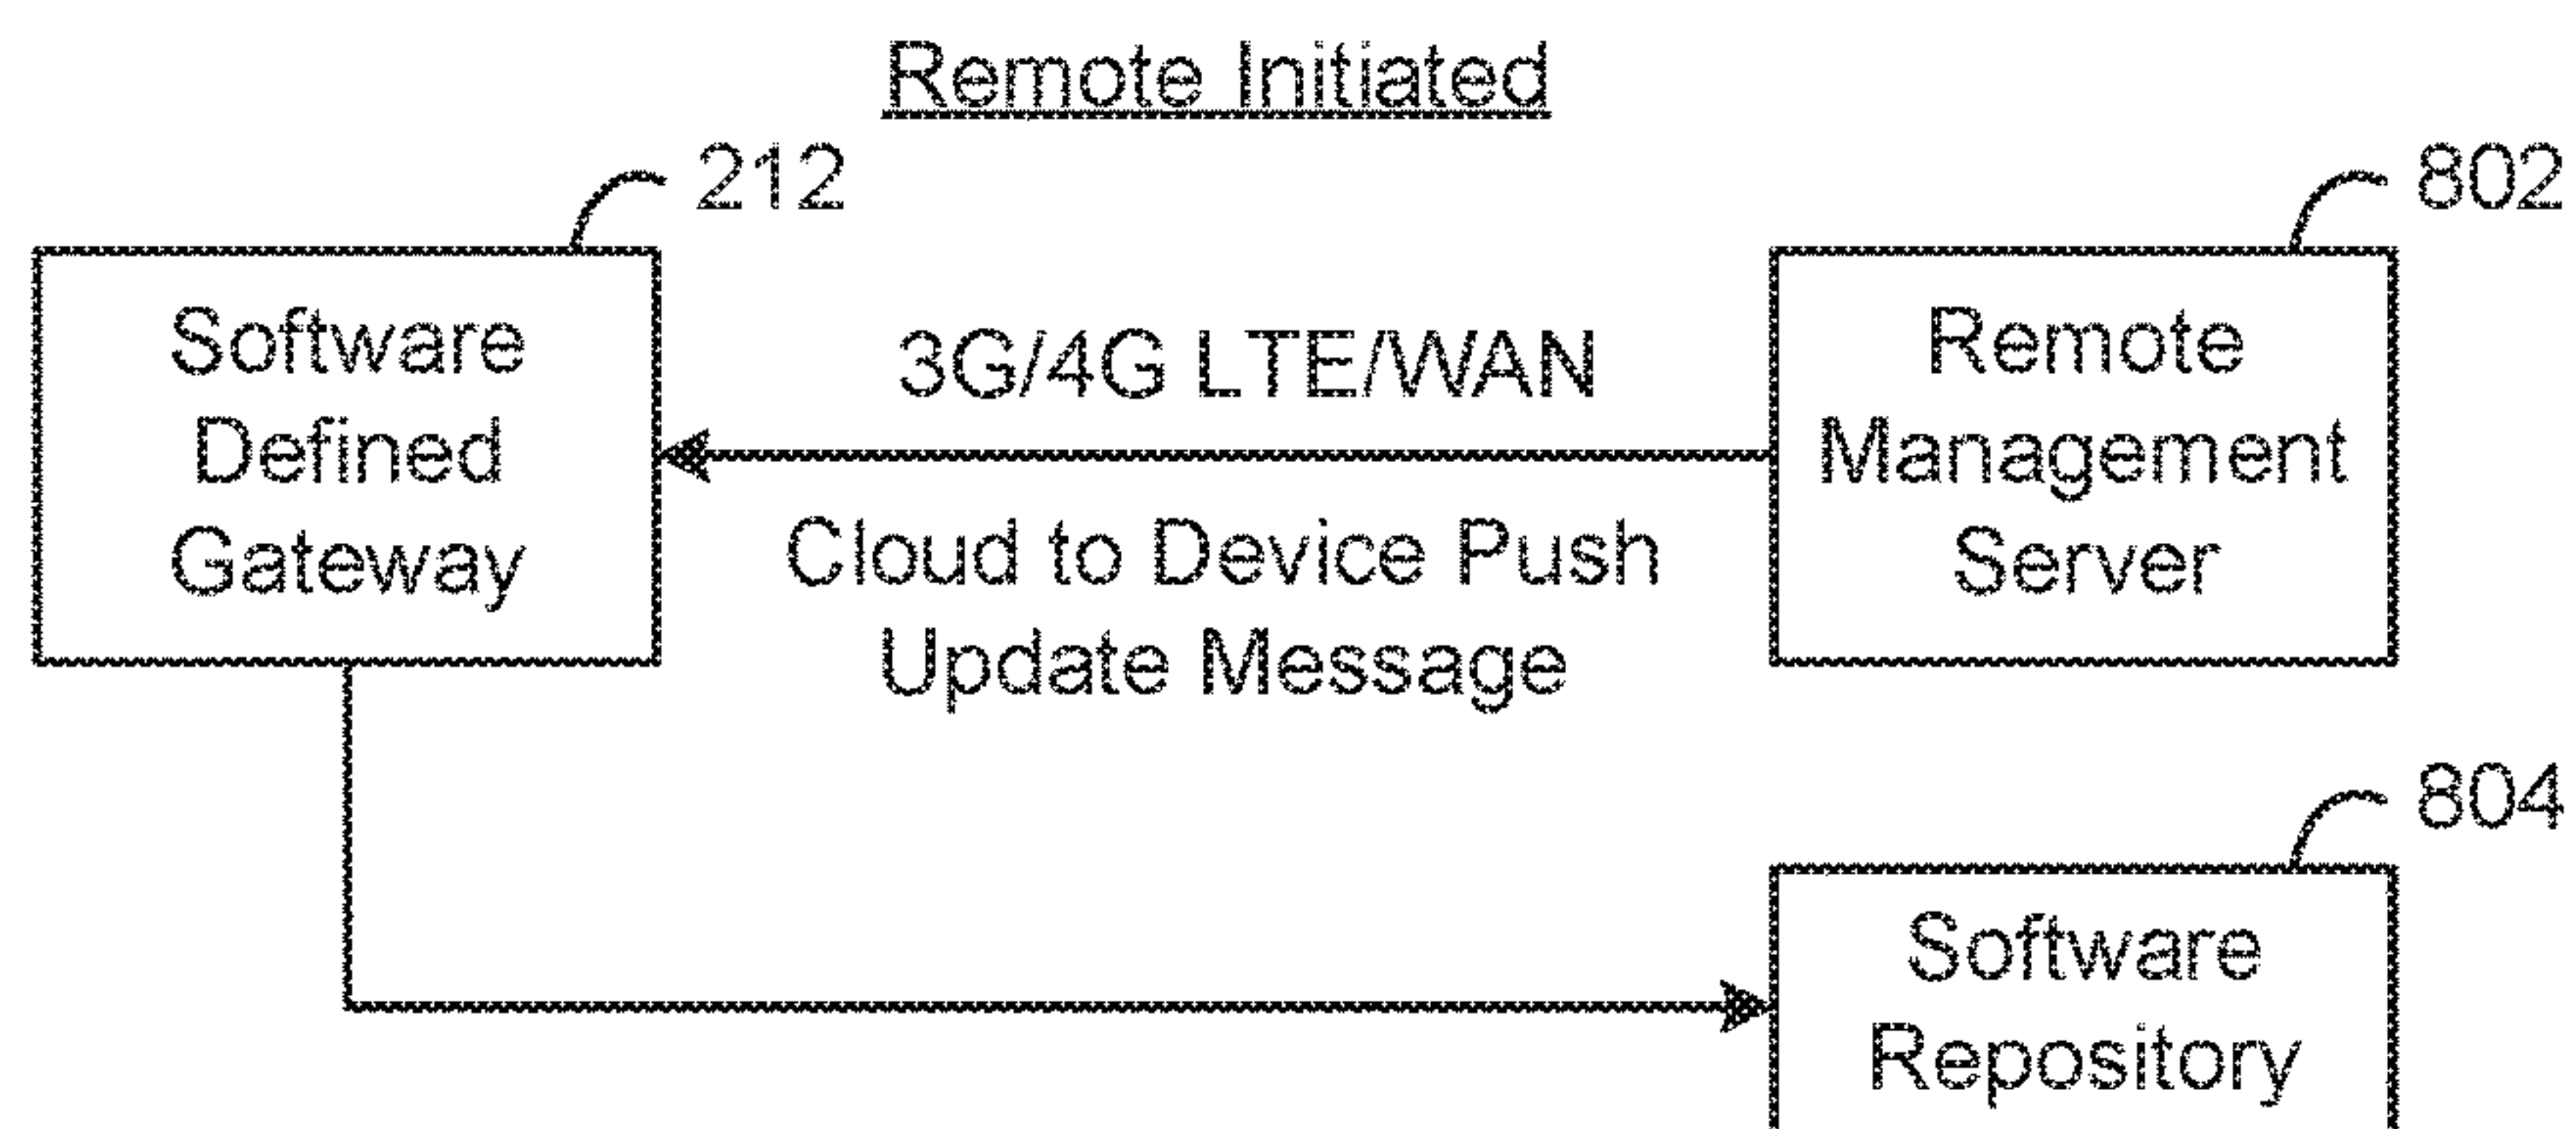 Remote Initiated
212
802
Software
Defined
Gateway
3G/4G LTE/WAN
Cloud to Device Push
Update Message
Remote
Management
Server
804
Software
Repository